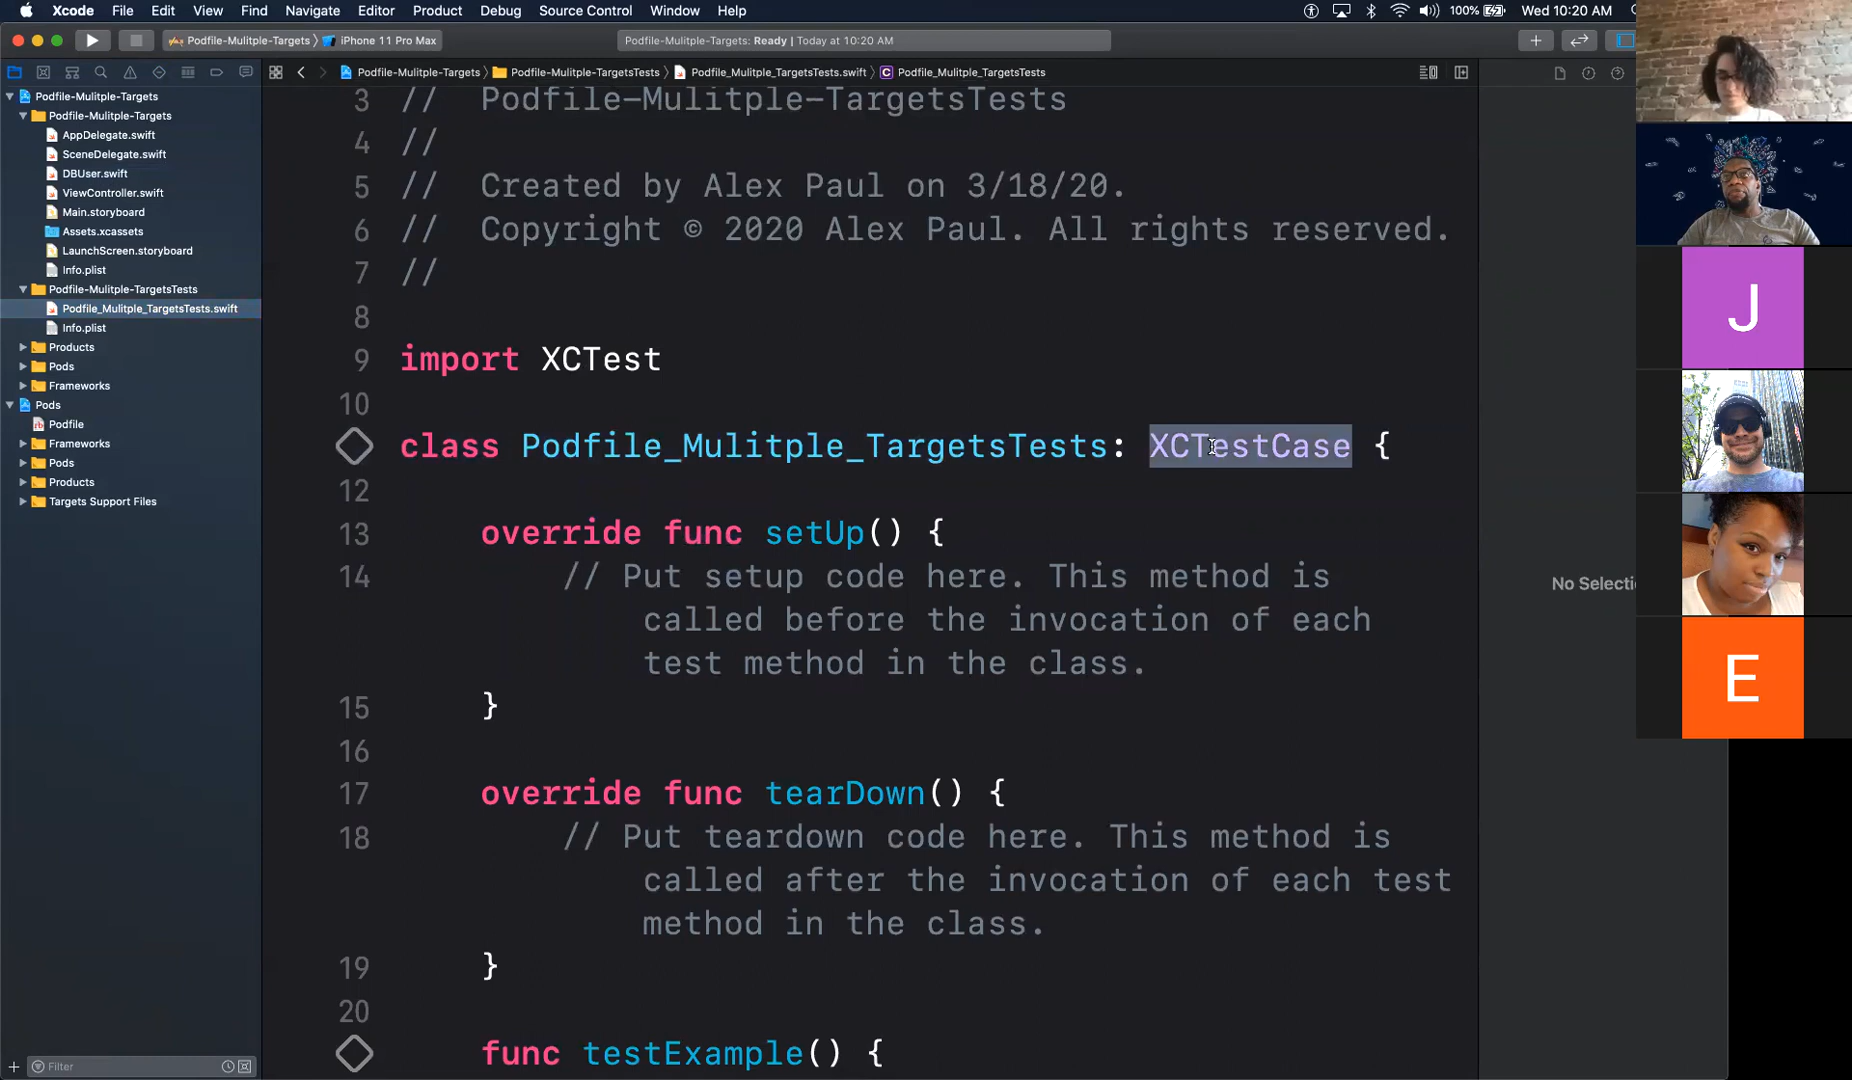 Xcode File Edit View Find Navigate Editor Product Debug Source Control Window Help 100% Wed 10:20 AM
Podfile-Mulitple-Targets iPhone 11 Pro Max Podfile-Mulitple-Targets: Ready | Today at 10:20 AM
Podfile-Mulitple-Targets Podfile-Mulitple-TargetsTests Podfile_Mulitple_TargetsTests.swift C Podfile_Mulitple_TargetsTests
Podfile-Mulitple-Targets
Podfile-Mulitple-Targets
AppDelegate.swift
SceneDelegate.swift
DBUser.swift
ViewController.swift
Main.storyboard
Assets.xcassets
LaunchScreen.storyboard
Info.plist
Podfile-Mulitple-TargetsTests
Podfile_Mulitple_TargetsTests.swift
Info.plist
Products
Pods
Frameworks
Pods
Podfile
Frameworks
Pods
Products
Targets Support Files
Filter
3 // Podfile-Mulitple-TargetsTests
4 //
5 // Created by Alex Paul on 3/18/20.
6 // Copyright © 2020 Alex Paul. All rights reserved.
7 //
8
9 import XCTest
10
class Podfile_Mulitple_TargetsTests: XCTestCase {
12
13 override func setUp() {
14 // Put setup code here. This method is
called before the invocation of each
test method in the class.
15 }
16
17 override func tearDown() {
18 // Put teardown code here. This method is
called after the invocation of each test
method in the class.
19 }
20
func testExample() {
No Selecti
J
E